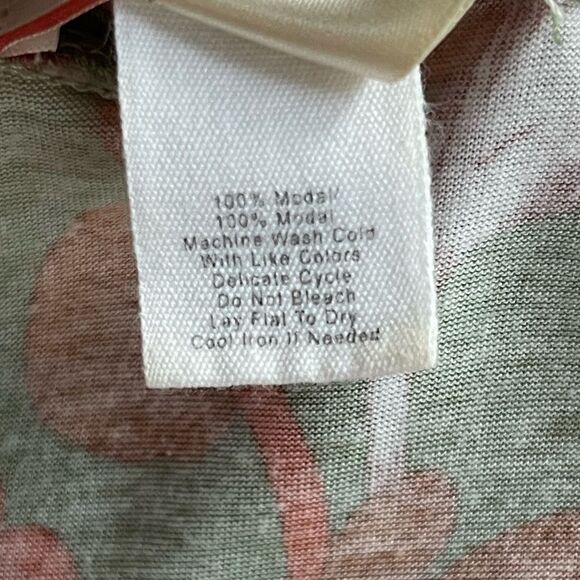 100% Modal/
100% Modal
Machine Wash Cold
With Like Colors
Delicate Cycle
Do Not Bleach
Lay Flat To Dry
Cool Iron If Needed